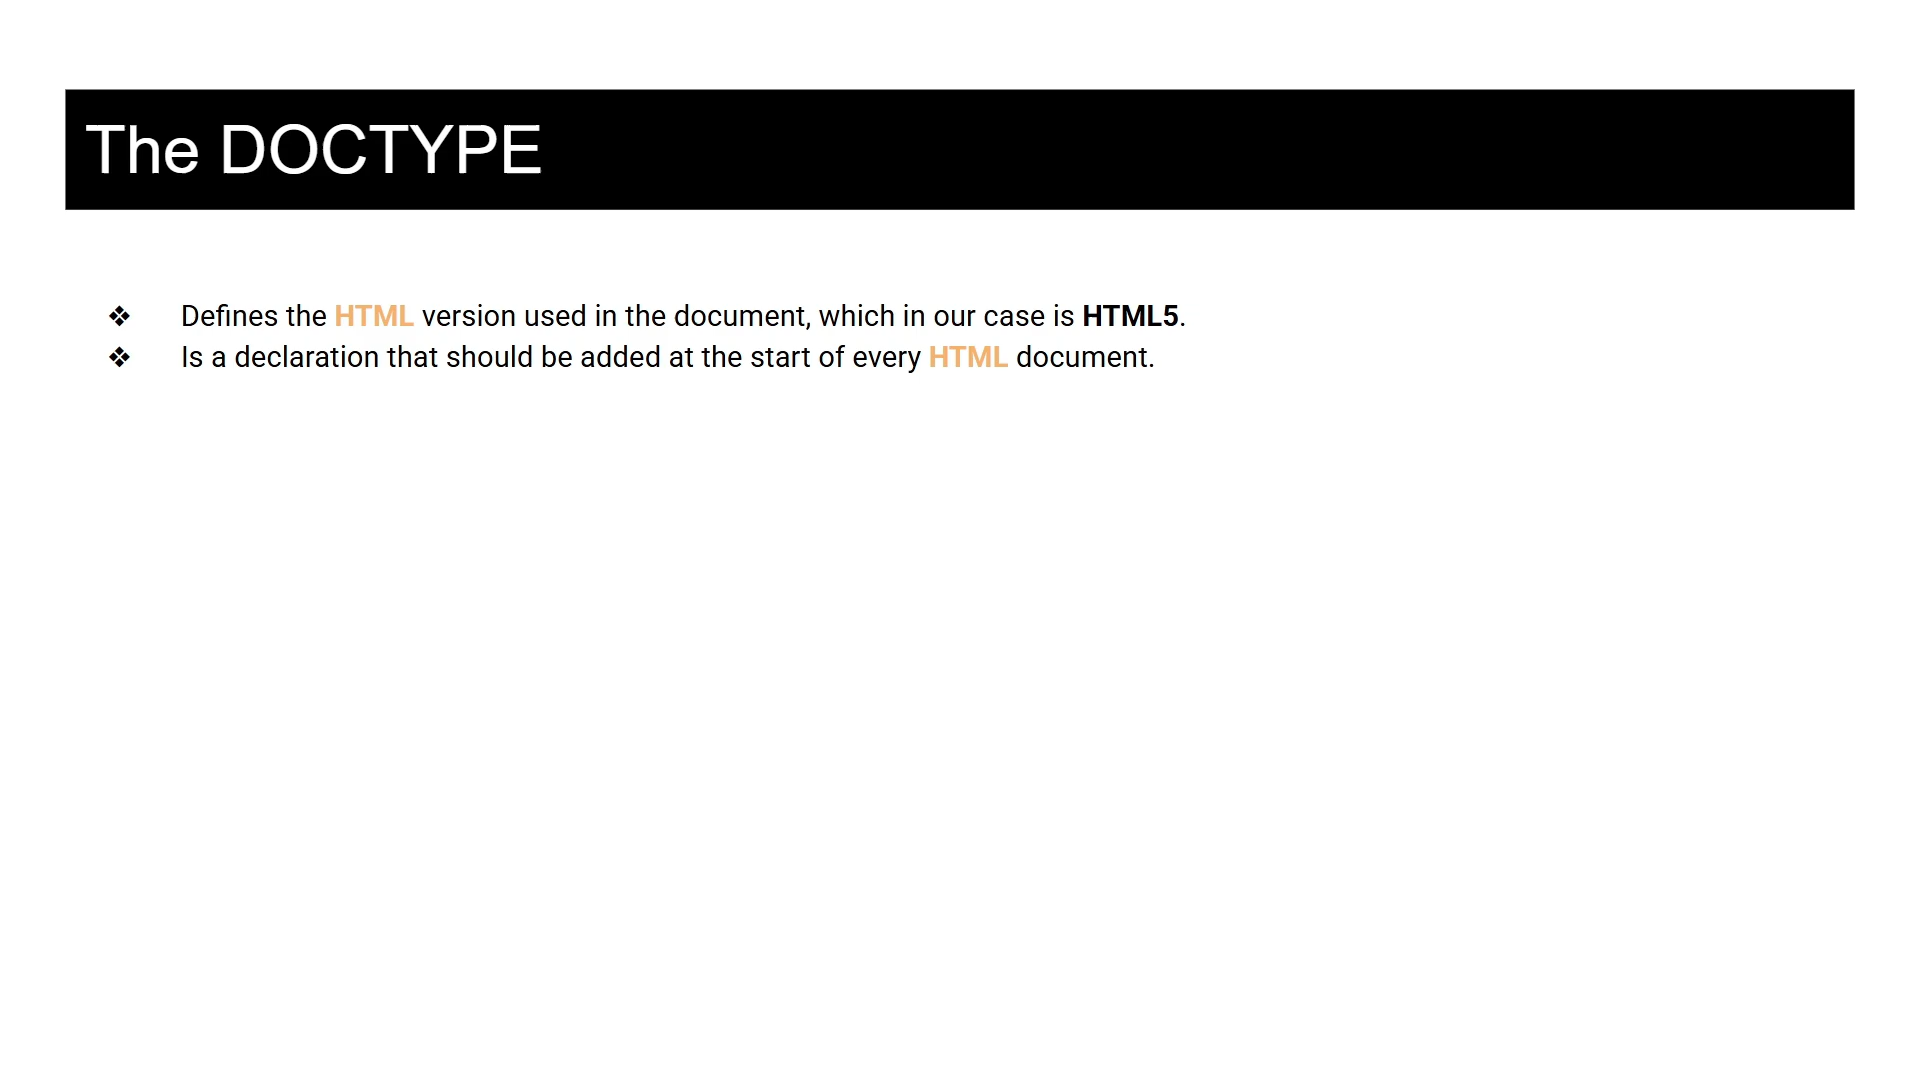 The DOCTYPE
❖ Defines the HTML version used in the document, which in our case is HTML5.
❖ Is a declaration that should be added at the start of every HTML document.